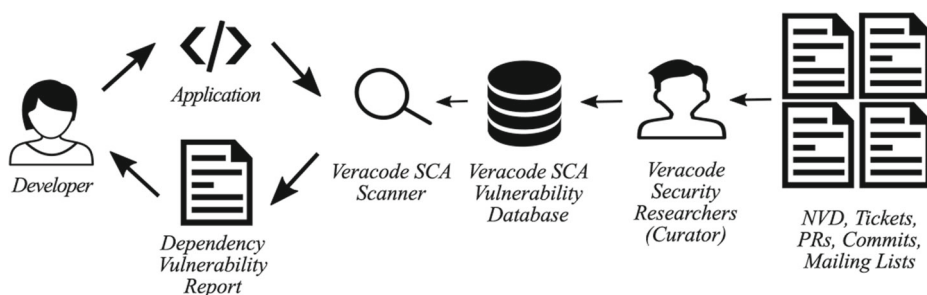 Application
Developer
Dependency
Vulnerability
Report
Veracode SCA
Scanner
Veracode SCA
Vulnerability
Database
Veracode
Security
Researchers
(Curator)
NVD, Tickets,
PRs, Commits,
Mailing Lists